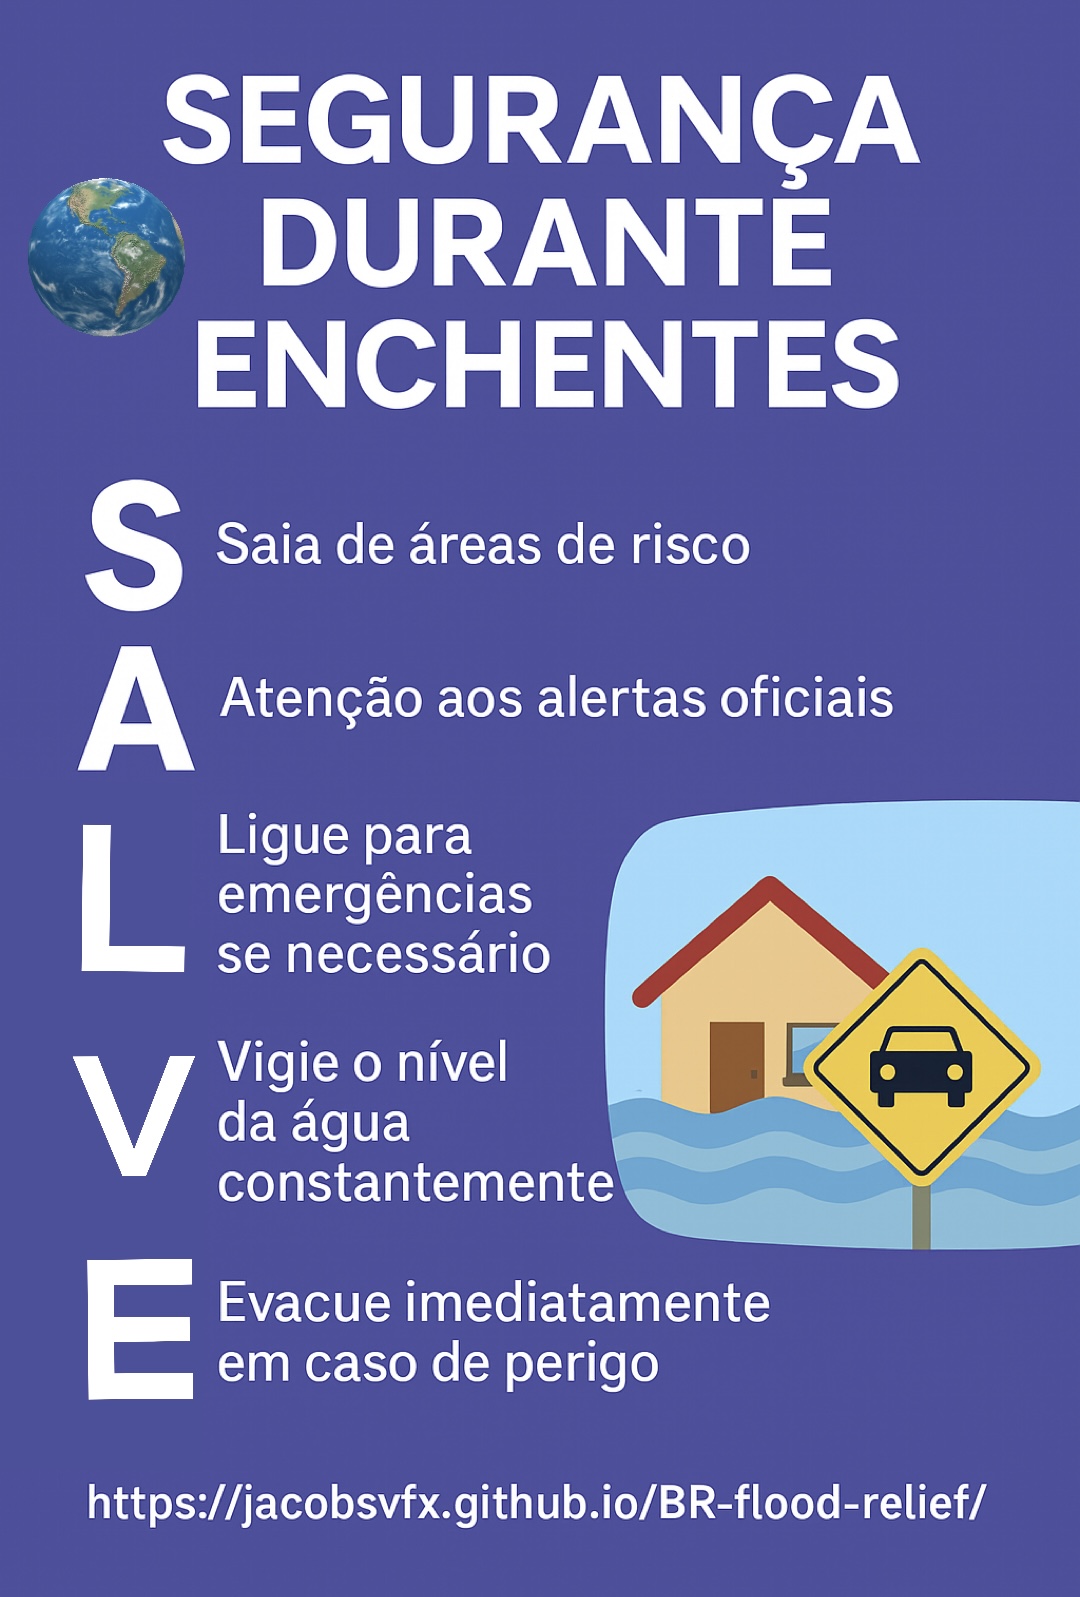 SEGURANÇA
DURANTE
ENCHENTES
S Saia de áreas de risco
A Atenção aos alertas oficiais
L Ligue para
emergências
se necessário
V Vigie o nível
da água
constantemente
E Evacue imediatamente
em caso de perigo
https://jacobsvfx.github.io/BR-flood-relief/